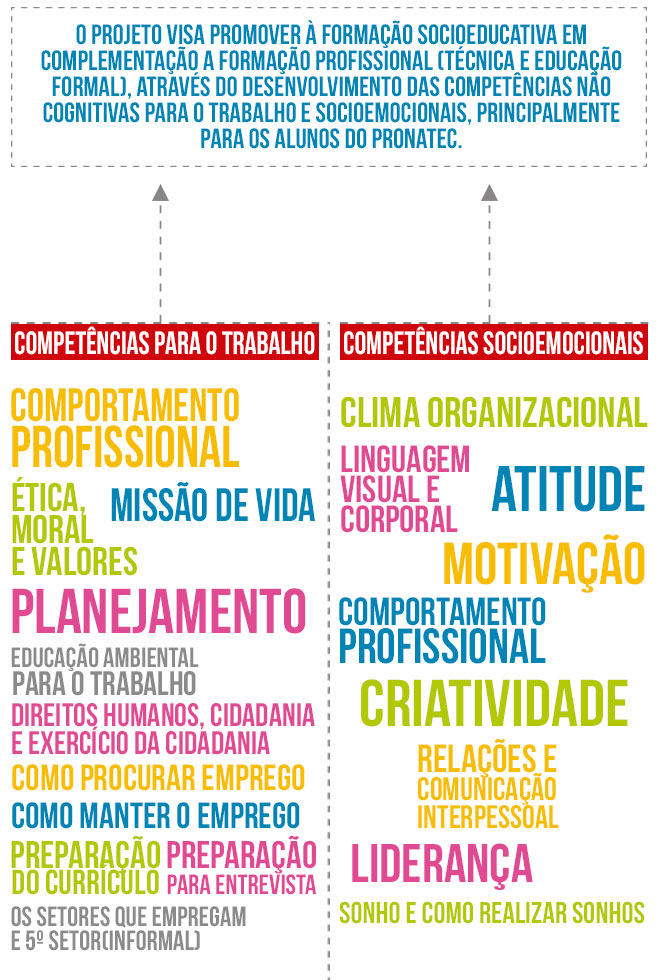 O PROJETO VISA PROMOVER À FORMAÇÃO SOCIOEDUCATIVA EM
COMPLEMENTAÇÃO A FORMAÇÃO PROFISSIONAL (TÉCNICA E EDUCAÇÃO
FORMAL), ATRAVÉS DO DESENVOLVIMENTO DAS COMPETÊNCIAS NÃO
COGNITIVAS PARA O TRABALHO E SOCIOEMOCIONAIS, PRINCIPALMENTE
PARA OS ALUNOS DO PRONATEC.
COMPETÊNCIAS PARA O TRABALHO
COMPORTAMENTO
PROFISSIONAL
ÉTICA,
MORAL
E VALORES
MISSÃO DE VIDA
PLANEJAMENTO
EDUCAÇÃO AMBIENTAL
PARA O TRABALHO
DIREITOS HUMANOS, CIDADANIA
E EXERCÍCIO DA CIDADANIA
COMO PROCURAR EMPREGO
COMO MANTER O EMPREGO
PREPARAÇÃO
DO CURRÍCULO
PREPARAÇÃO
PARA ENTREVISTA
OS SETORES QUE EMPREGAM
E 5º SETOR(INFORMAL)
COMPETÊNCIAS SOCIOEMOCIONAIS
CLIMA ORGANIZACIONAL
LINGUAGEM
VISUAL E
CORPORAL
ATITUDE
MOTIVAÇÃO
COMPORTAMENTO
PROFISSIONAL
CRIATIVIDADE
RELAÇÕES E
COMUNICAÇÃO
INTERPESSOAL
LIDERANÇA
SONHO E COMO REALIZAR SONHOS